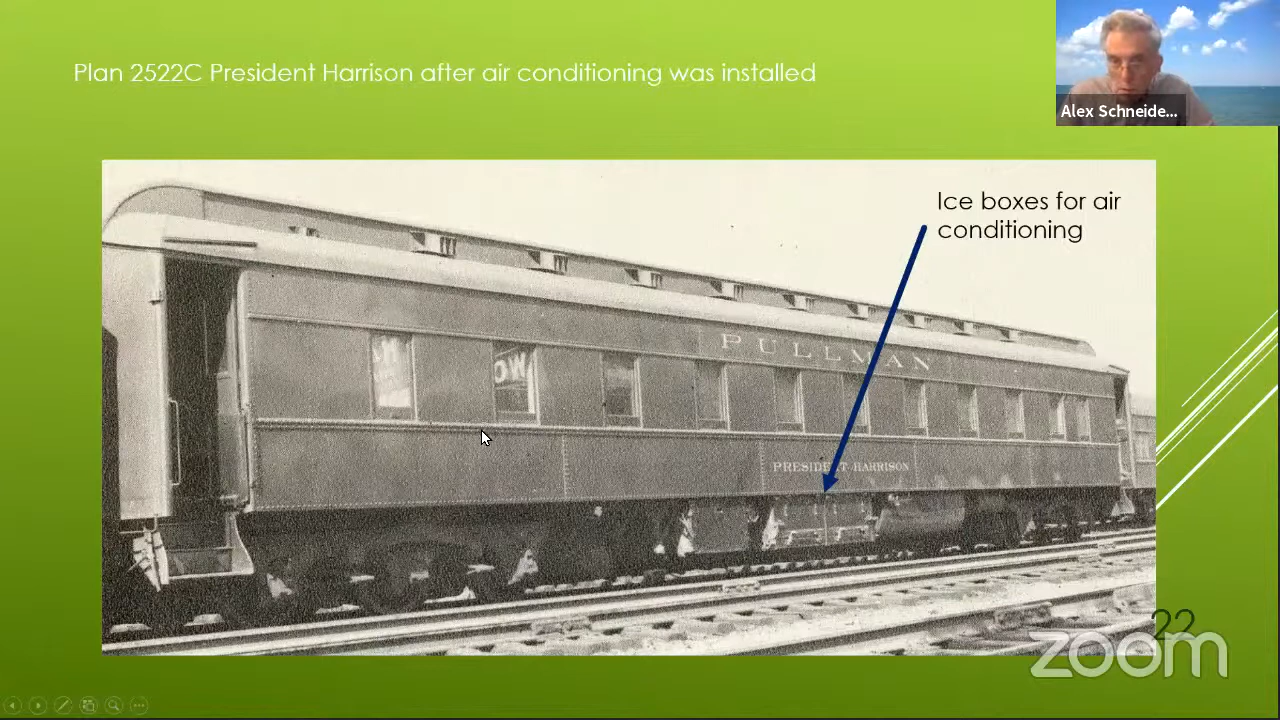 Plan 2522C President Harrison after air conditioning was installed
Alex Schneide...
Ice boxes for air
conditioning
PULLMAN
OW
PRESIDENT HARRISON
22
zoom